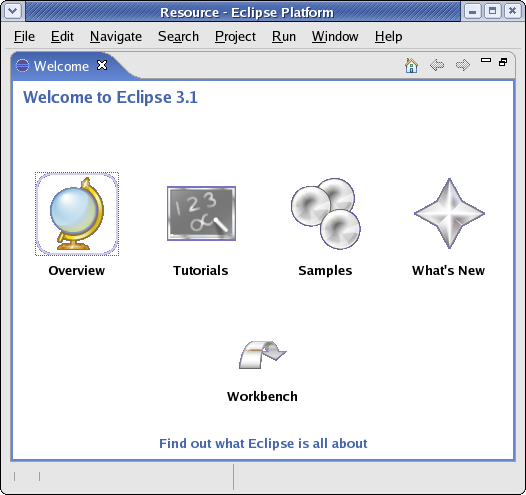 Resource - Eclipse Platform
File Edit Navigate Search Project Run Window Help
Welcome
Welcome to Eclipse 3.1
123
Overview Tutorials Samples What's New
Workbench
Find out what Eclipse is all about